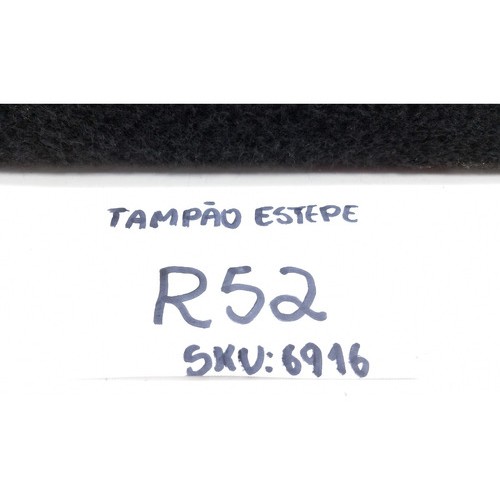 TAMPÃO ESTEPE
R52
SKU: 6916